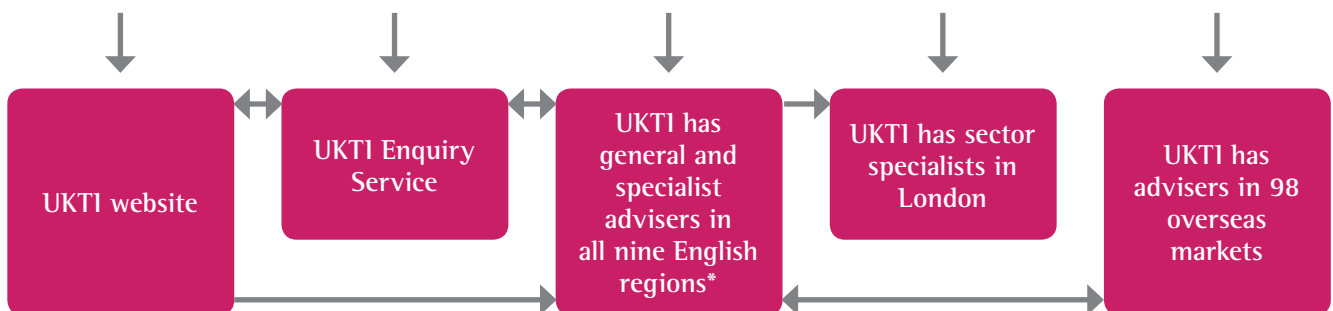 UKTI website
UKTI Enquiry
Service
UKTI has
general and
specialist
advisers in
all nine English
regions*
UKTI has sector
specialists in
London
UKTI has
advisers in 98
overseas
markets